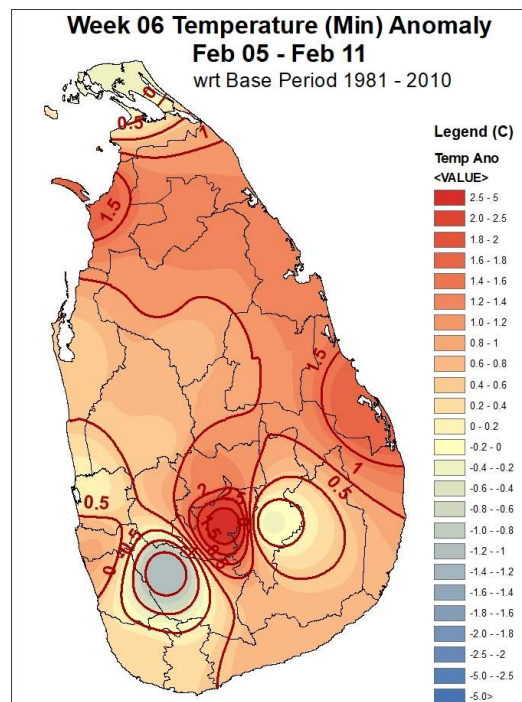 Week 06 Temperature (Min) Anomaly
Feb 05 - Feb 11
wrt Base Period 1981 - 2010
0
0.5
1
1.5
1.5
1
0.5
0.5
2
2.5
0
-0.5
Legend (C)
Temp Ano
<VALUE>
2.5 - 5
2.0 - 2.5
1.8 - 2
1.6 - 1.8
1.4 - 1.6
1.2 - 1.4
1.0 - 1.2
0.8 - 1
0.6 - 0.8
0.4 - 0.6
0.2 - 0.4
0 - 0.2
-0.2 - 0
-0.4 - -0.2
-0.6 - -0.4
-0.8 - -0.6
-1.0 - -0.8
-1.2 - -1
-1.4 - -1.2
-1.6 - -1.4
-1.8 - -1.6
-2.0 - -1.8
-2.5 - -2
-5.0 - -2.5
-5.0>